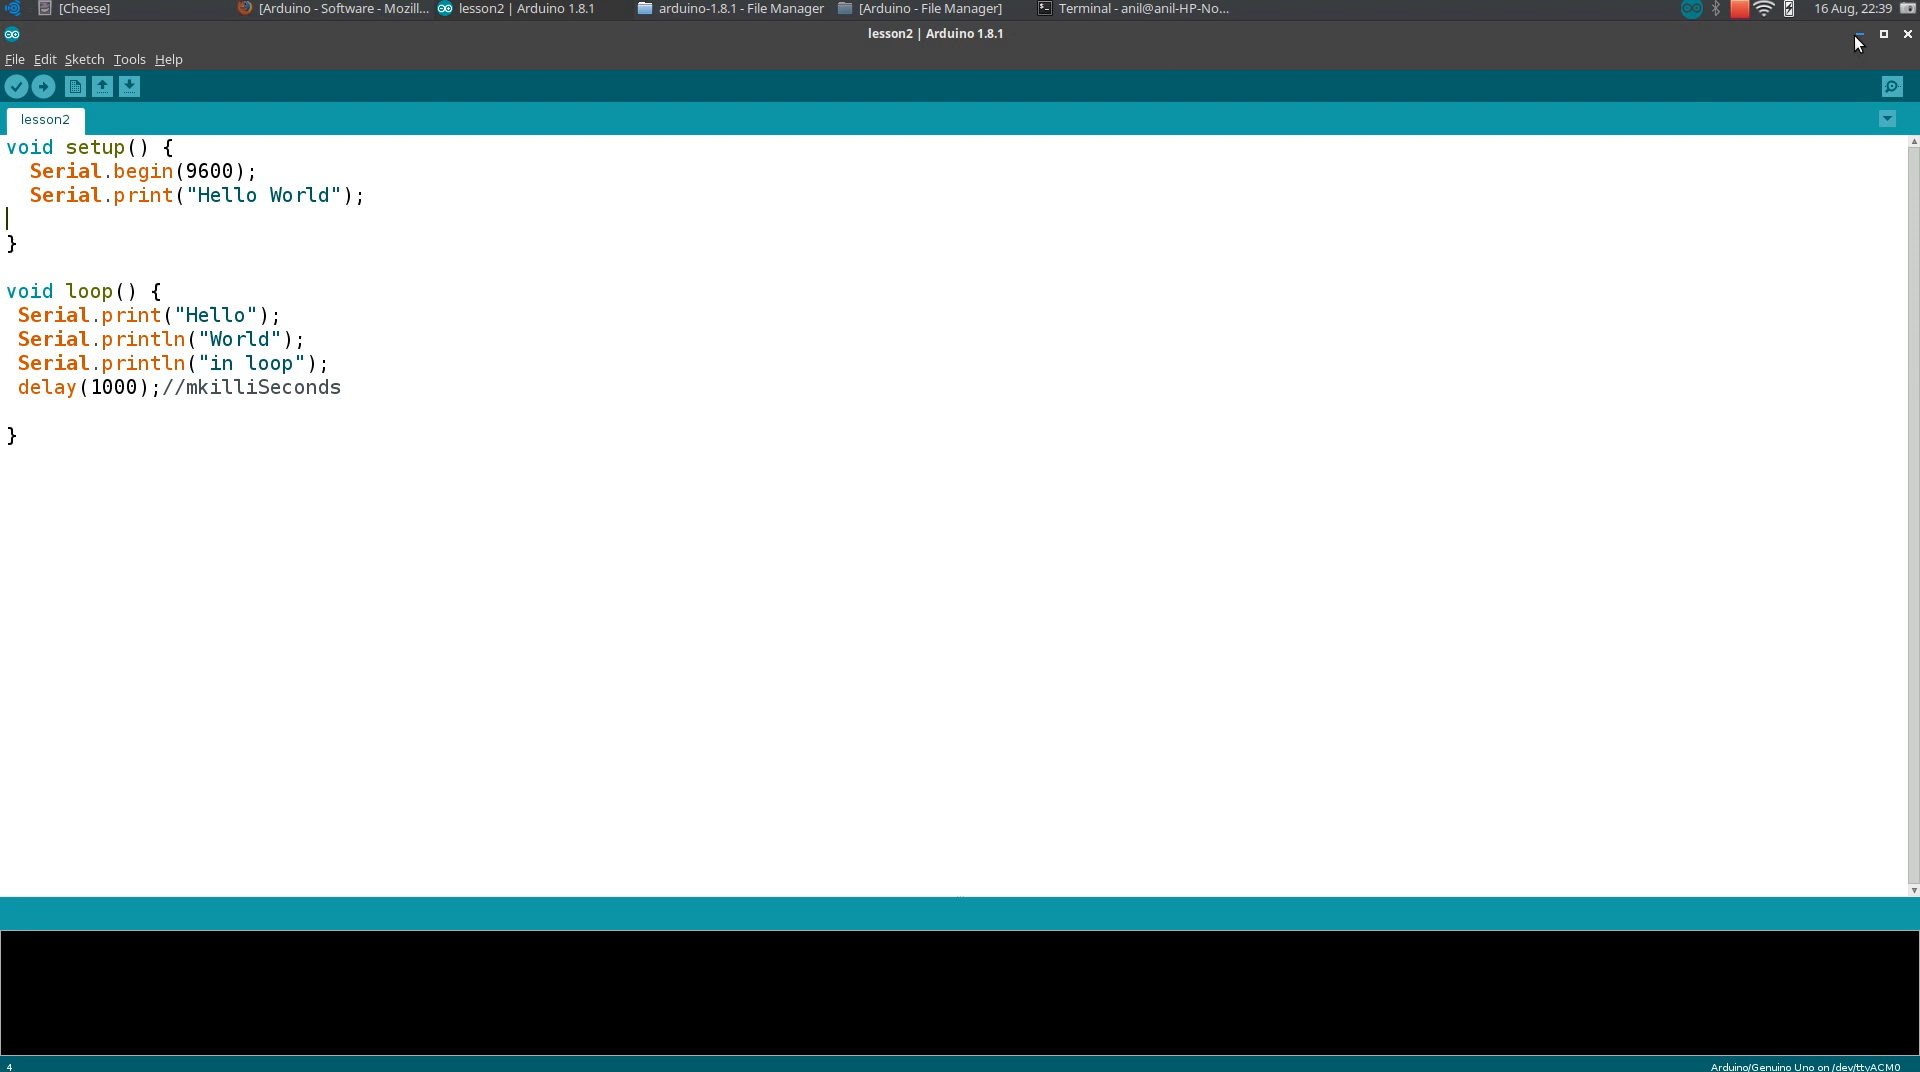 [Cheese] [Arduino - Software - Mozill... lesson2 | Arduino 1.8.1 arduino-1.8.1 - File Manager [Arduino - File Manager] Terminal - anil@anil-HP-No... 16 Aug, 22:39
lesson2 | Arduino 1.8.1
File Edit Sketch Tools Help
lesson2
void setup() {
  Serial.begin(9600);
  Serial.print("Hello World");
}
void loop() {
 Serial.print("Hello");
 Serial.println("World");
 Serial.println("in loop");
 delay(1000);//mkilliSeconds
}
4 Arduino/Genuino Uno on /dev/ttyACM0